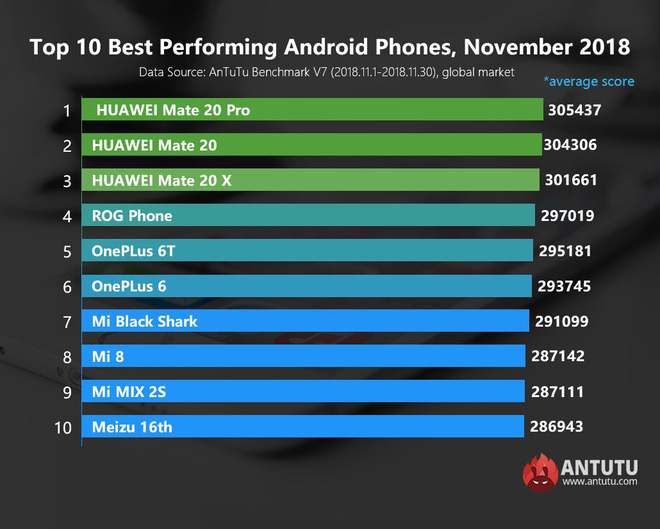 Top 10 Best Performing Android Phones, November 2018
Data Source: AnTuTu Benchmark V7 (2018.11.1-2018.11.30), global market
*average score
1 HUAWEI Mate 20 Pro 305437
2 HUAWEI Mate 20 304306
3 HUAWEI Mate 20 X 301661
4 ROG Phone 297019
5 OnePLus 6T 295181
6 OnePLus 6 293745
7 Mi Black Shark 291099
8 Mi 8 287142
9 Mi MIX 2S 287111
10 Meizu 16th 286943
ANTUTU
www.antutu.com